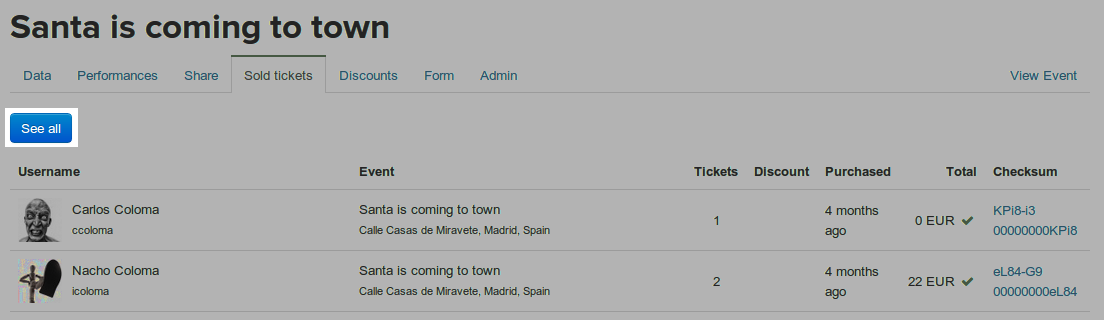 Santa is coming to town
Data Performances Share Sold tickets Discounts Form Admin View Event
See all
Username Event Tickets Discount Purchased Total Checksum
Carlos Coloma Santa is coming to town 1 4 months ago 0 EUR KPi8-i3
ccoloma Calle Casas de Miravete, Madrid, Spain 00000000KPi8
Nacho Coloma Santa is coming to town 2 4 months ago 22 EUR eL84-G9
icoloma Calle Casas de Miravete, Madrid, Spain 00000000eL84